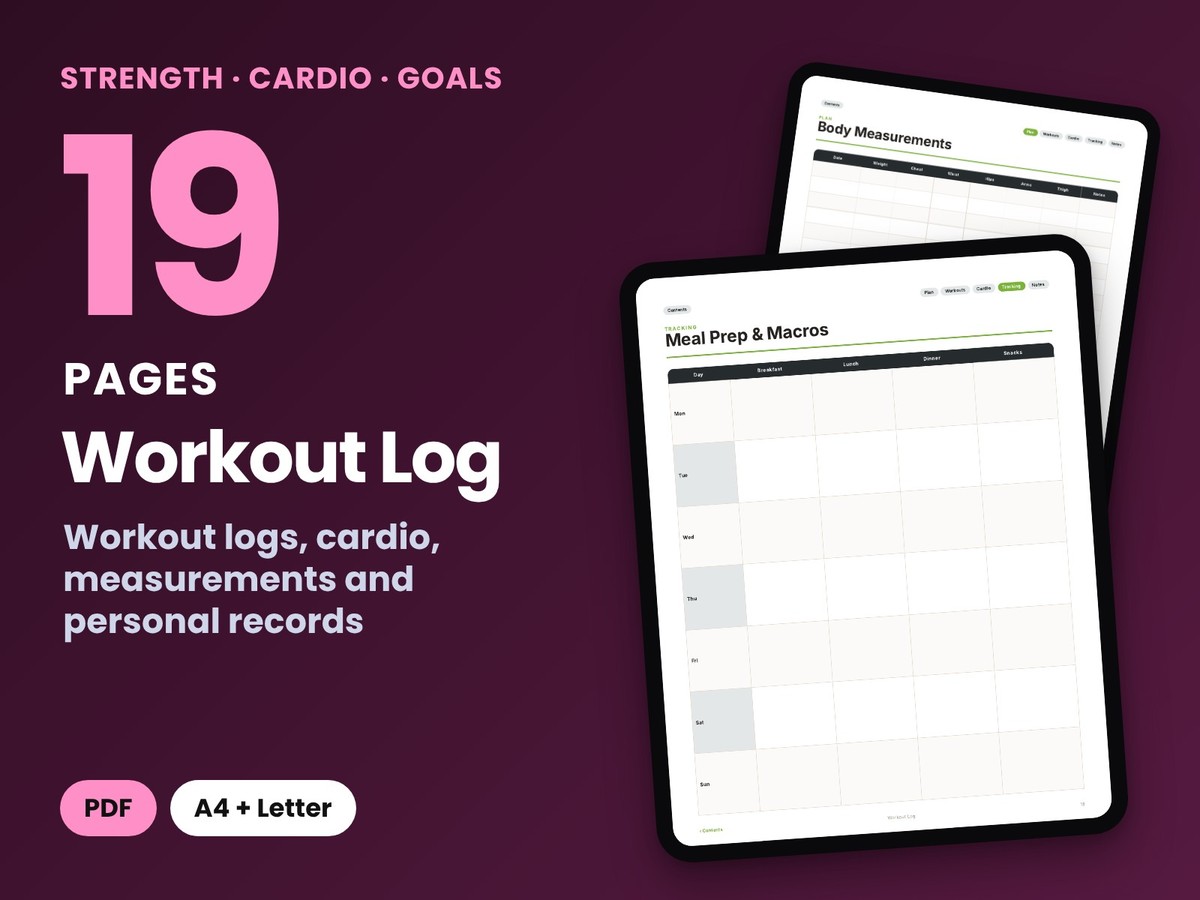 STRENGTH · CARDIO · GOALS
19
PAGES
Workout Log
Workout logs, cardio,
measurements and
personal records
PDF
A4 + Letter
Contents
Plan Workouts Cardio Tracking Notes
PLAN
Body Measurements
Date Weight Chest Waist Hips Arms Thigh Notes
Contents
Plan Workouts Cardio Tracking Notes
TRACKING
Meal Prep & Macros
Day Breakfast Lunch Dinner Snacks
Mon
Tue
Wed
Thu
Fri
Sat
Sun
‹ Contents
Workout Log